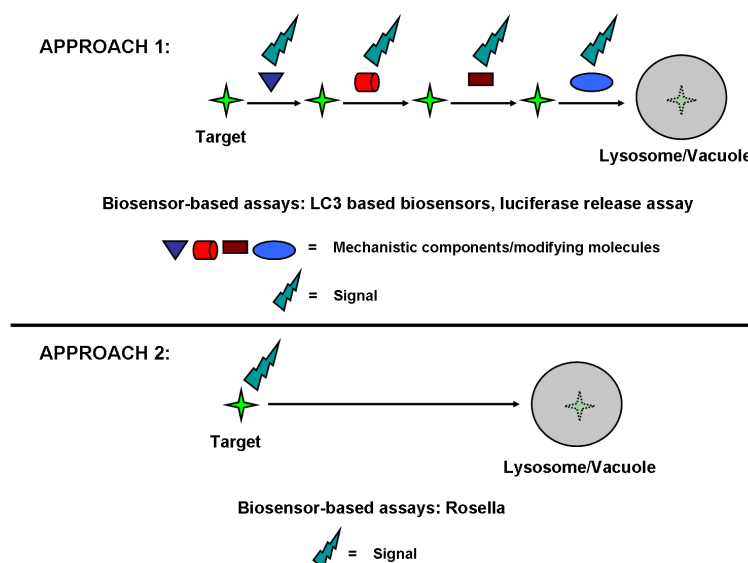 APPROACH 1:
Target
Lysosome/Vacuole
Biosensor-based assays: LC3 based biosensors, luciferase release assay
= Mechanistic components/modifying molecules
= Signal
APPROACH 2:
Target
Lysosome/Vacuole
Biosensor-based assays: Rosella
= Signal